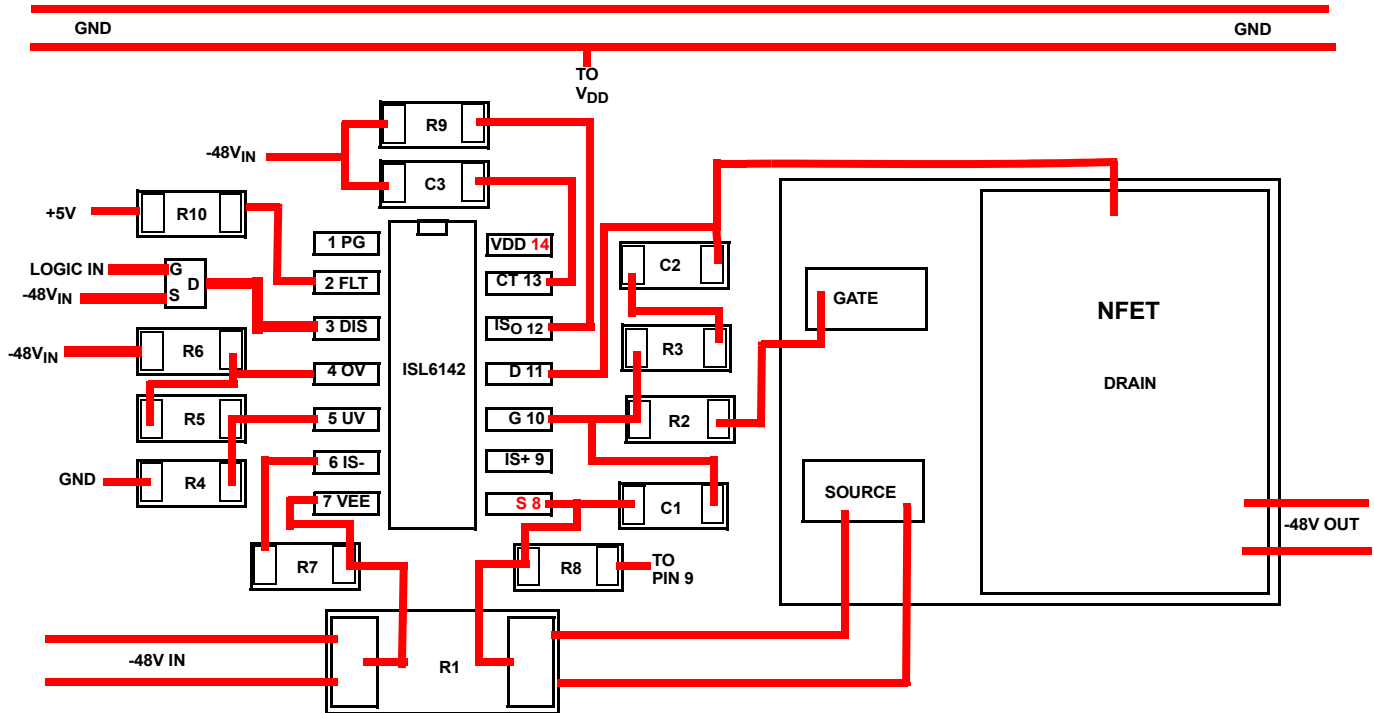 GND
GND
TO
VDD
R9
-48VIN
C3
+5V
R10
1 PG
VDD 14
LOGIC IN
G
D
S
-48VIN
2 FLT
CT 13
C2
GATE
NFET
3 DIS
ISO 12
-48VIN
R6
4 OV
ISL6142
D 11
R3
DRAIN
R5
5 UV
G 10
R2
GND
R4
6 IS-
IS+ 9
SOURCE
7 VEE
S 8
C1
-48V OUT
R7
R8
TO
PIN 9
-48V IN
R1